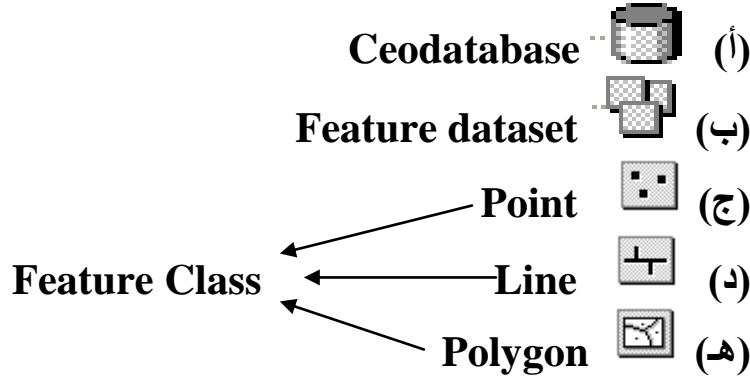 (أ) Ceodatabase
(ب) Feature dataset
(ج) Point
(د) Line Feature Class
(هـ) Polygon